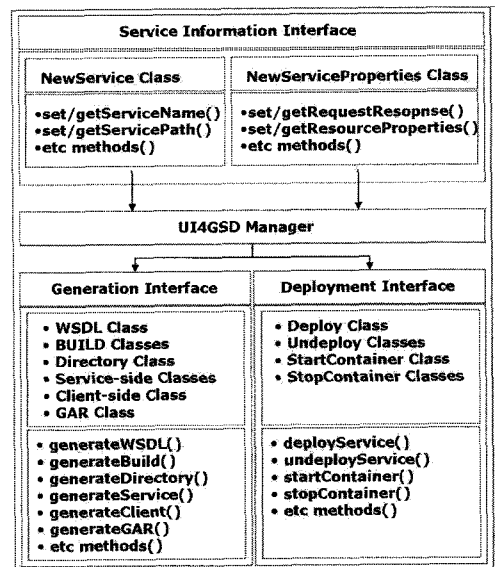 Service Information Interface
NewService Class
•set/getServiceName()
•set/getServicePath()
•etc methods()
NewServiceProperties Class
•set/getRequestResopnse()
•set/getResourceProperties()
•etc methods()
UI4GSD Manager
Generation Interface
• WSDL Class
• BUILD Classes
• Directory Class
• Service-side Classes
• Client-side Class
• GAR Class
• generateWSDL()
• generateBuild()
• generateDirectory()
• generateService()
• generateClient()
• generateGAR()
• etc methods()
Deployment Interface
• Deploy Class
• Undeploy Classes
• StartContainer Class
• StopContainer Classes
• deployService()
• undeployService()
• startContainer()
• stopContainer()
• etc methods()